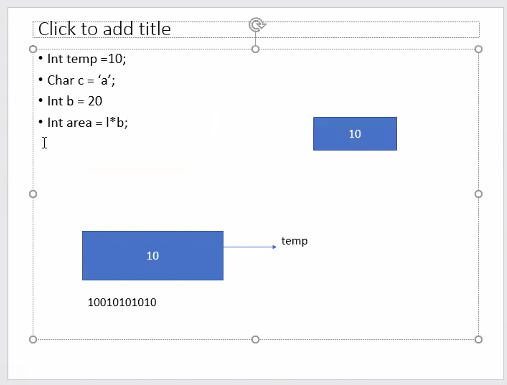 Click to add title
• Int temp =10;
• Char c = ‘a’;
• Int b = 20
• Int area = l*b;
10
10
temp
10010101010